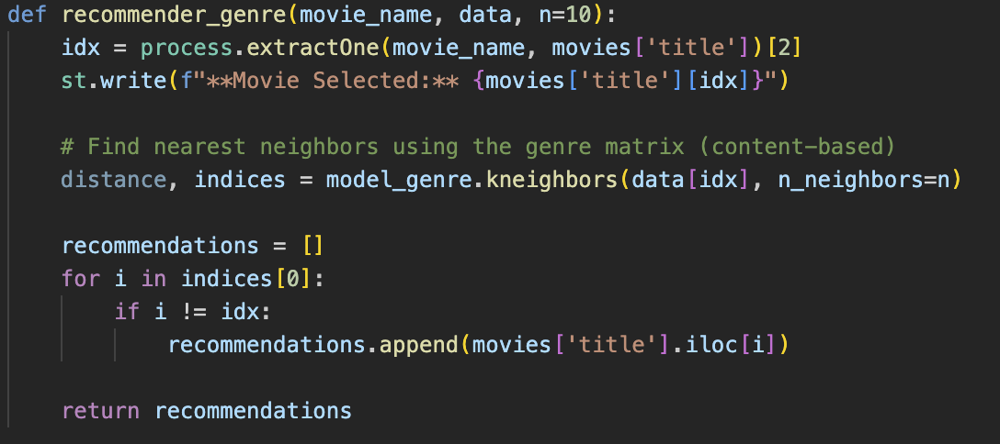 def recommender_genre(movie_name, data, n=10):
    idx = process.extractOne(movie_name, movies['title'])[2]
    st.write(f"**Movie Selected:** {movies['title'][idx]}")
    # Find nearest neighbors using the genre matrix (content-based)
    distance, indices = model_genre.kneighbors(data[idx], n_neighbors=n)
    recommendations = []
    for i in indices[0]:
        if i != idx:
            recommendations.append(movies['title'].iloc[i])
    return recommendations